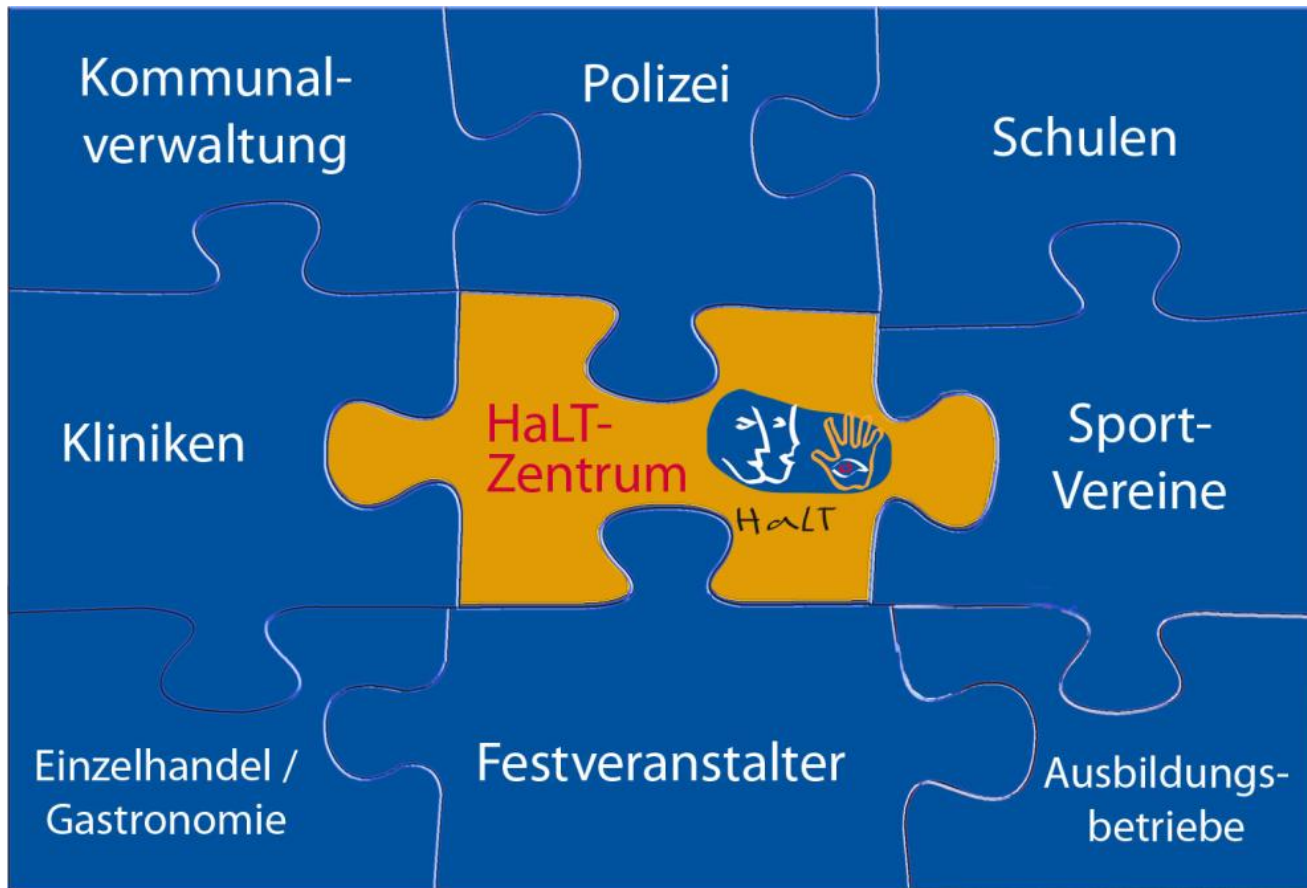 Kommunal-
verwaltung
Polizei
Schulen
Kliniken
HaLT-
Zentrum
HaLT
Sport-
Vereine
Einzelhandel /
Gastronomie
Festveranstalter
Ausbildungs-
betriebe